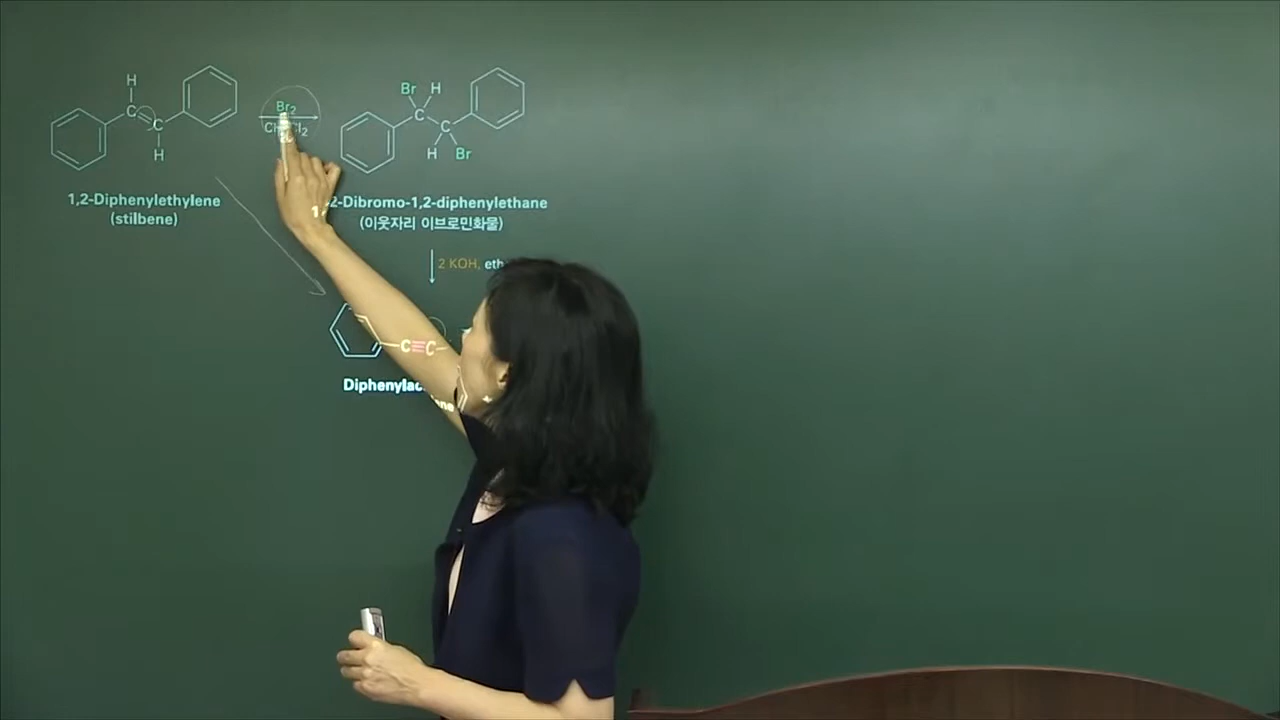 H
C
C
H
1,2-Diphenylethylene
(stilbene)
Br2
Br H
C
C
H Br
2-Dibromo-1,2-diphenylethane
(이웃자리 이브로민화물)
2 KOH,
C≡C